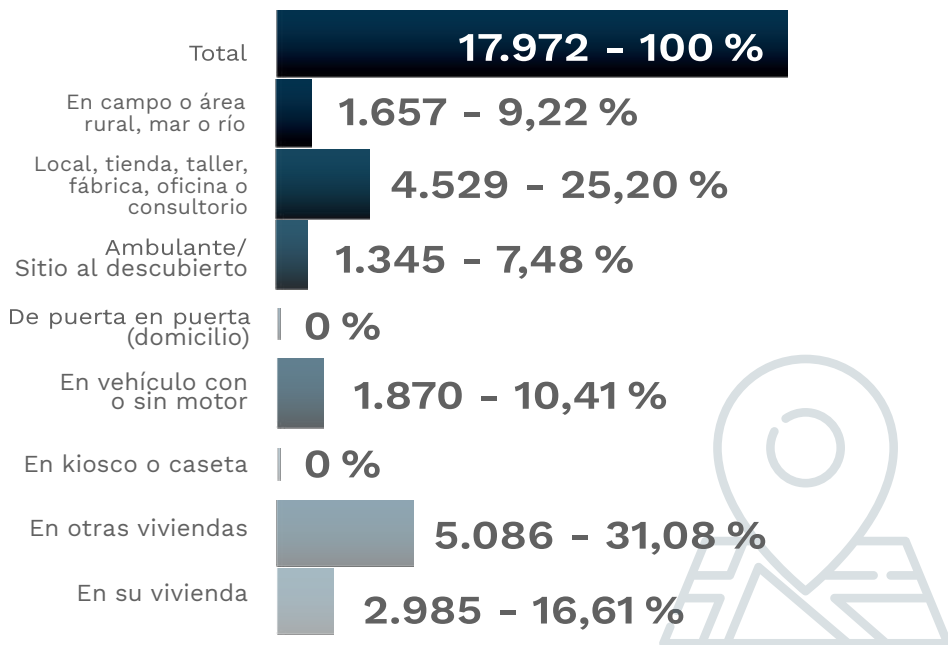 Total
17.972 - 100 %
En campo o área
rural, mar o río
1.657 - 9,22 %
Local, tienda, taller,
fábrica, oficina o
consultorio
4.529 - 25,20 %
Ambulante/
Sitio al descubierto
1.345 - 7,48 %
De puerta en puerta
(domicilio)
0 %
En vehículo con
o sin motor
1.870 - 10,41 %
En kiosco o caseta
0 %
En otras viviendas
5.086 - 31,08 %
En su vivienda
2.985 - 16,61 %